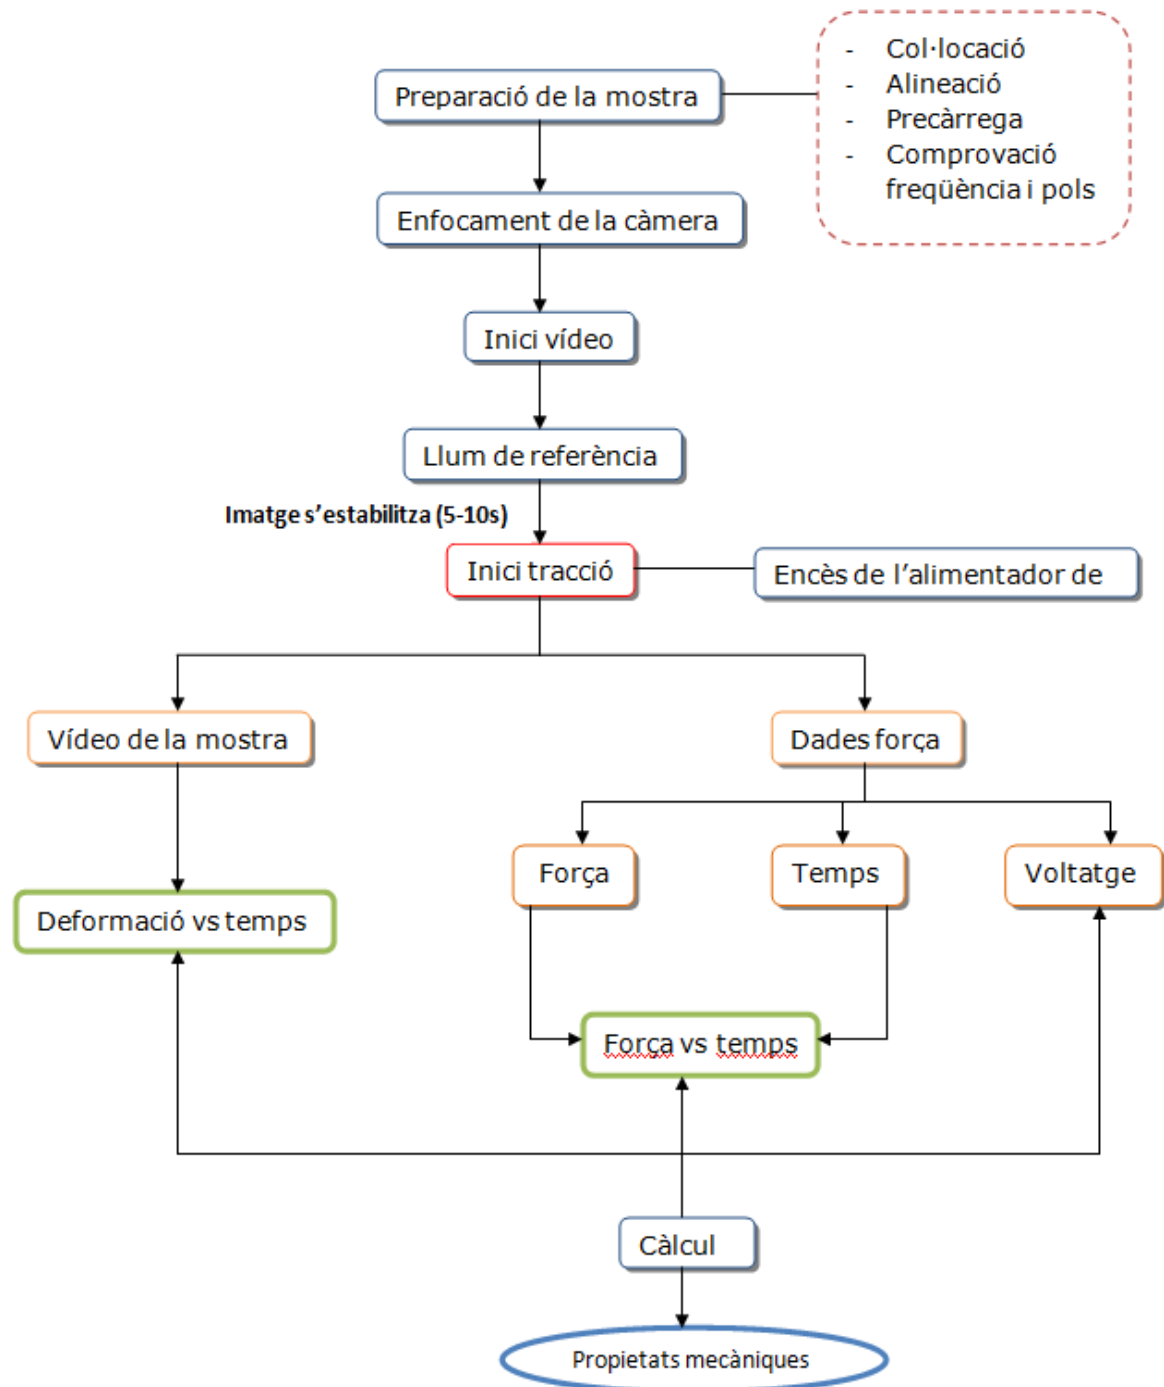 - Col·locació
- Alineació
- Precàrrega
- Comprovació
freqüència i pols
Preparació de la mostra
Enfocament de la càmera
Inici vídeo
Llum de referència
Imatge s'estabilitza (5-10s)
Inici tracció
Encès de l'alimentador de
Vídeo de la mostra
Dades força
Força
Temps
Voltatge
Deformació vs temps
Força vs temps
Càlcul
Propietats mecàniques